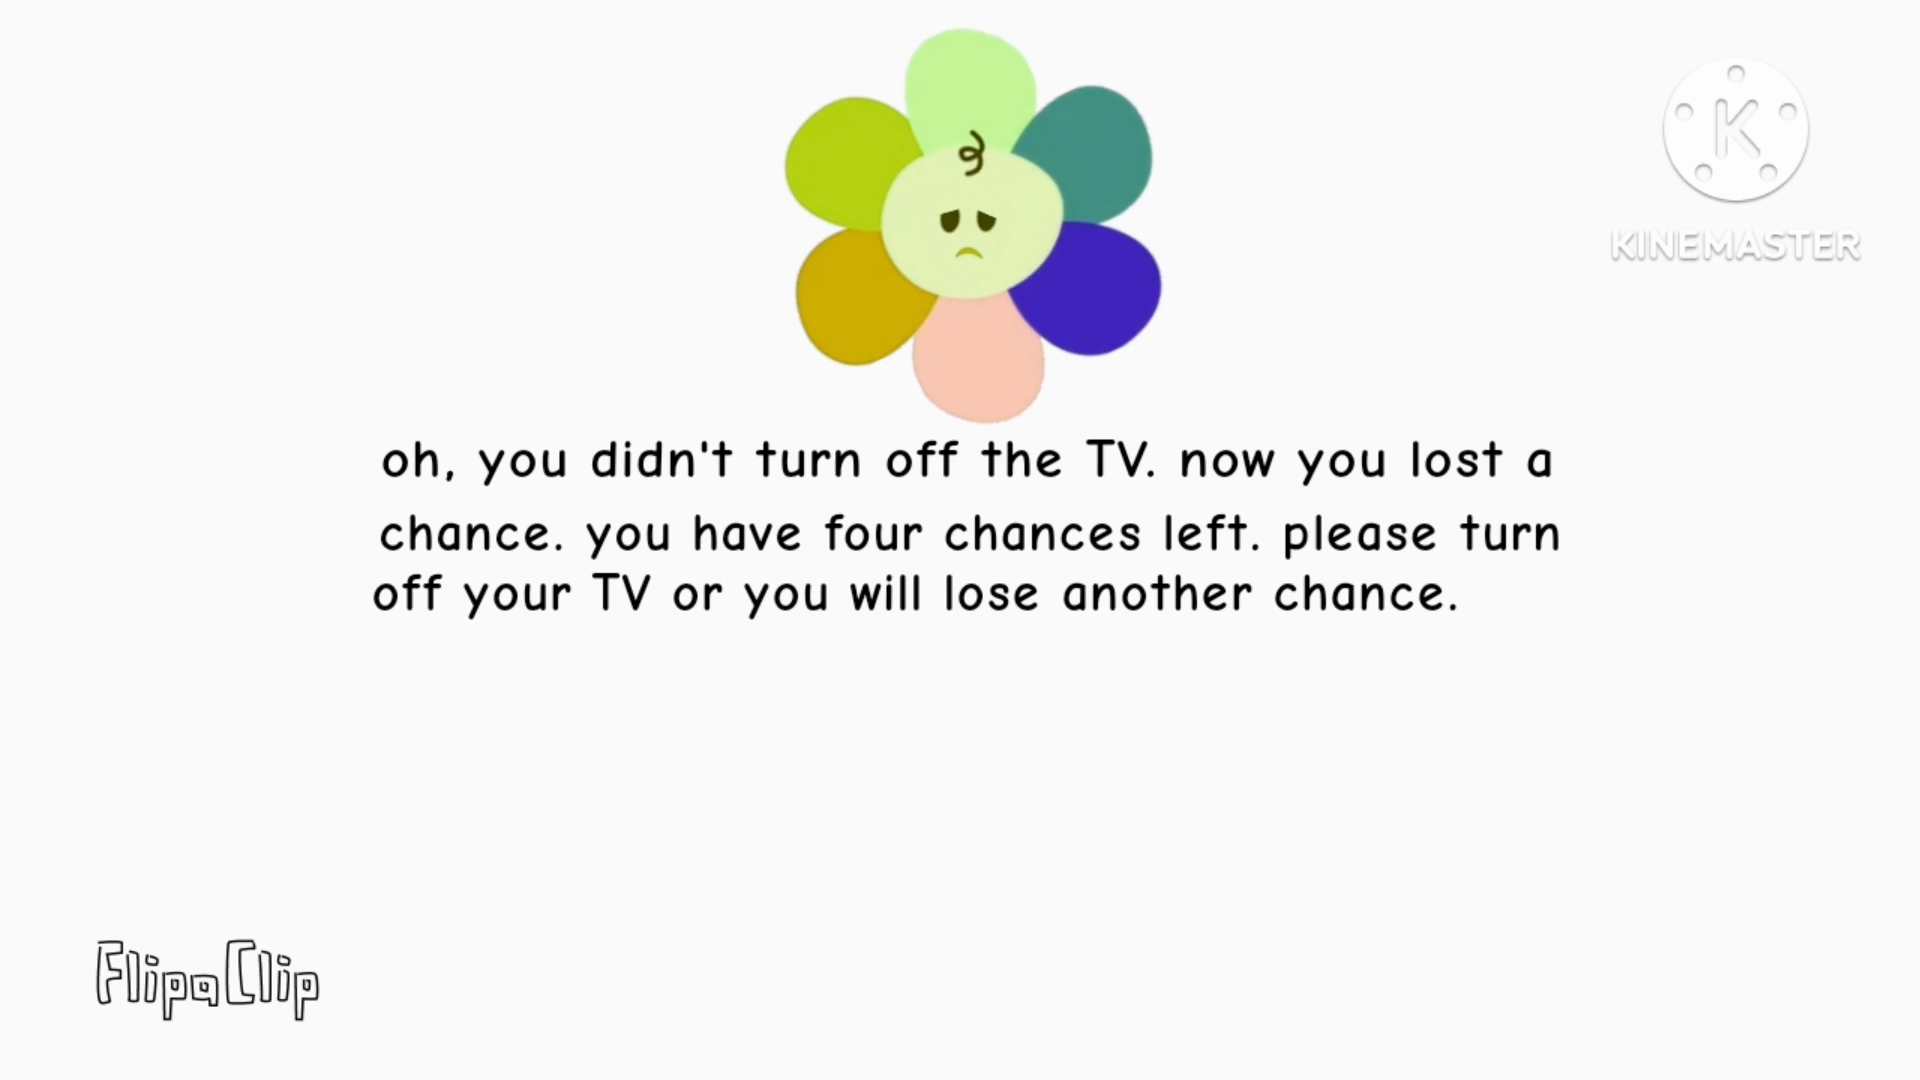 K
KINEMASTER
oh, you didn't turn off the TV. now you lost a
chance. you have four chances left. please turn
off your TV or you will lose another chance.
FlipaClip